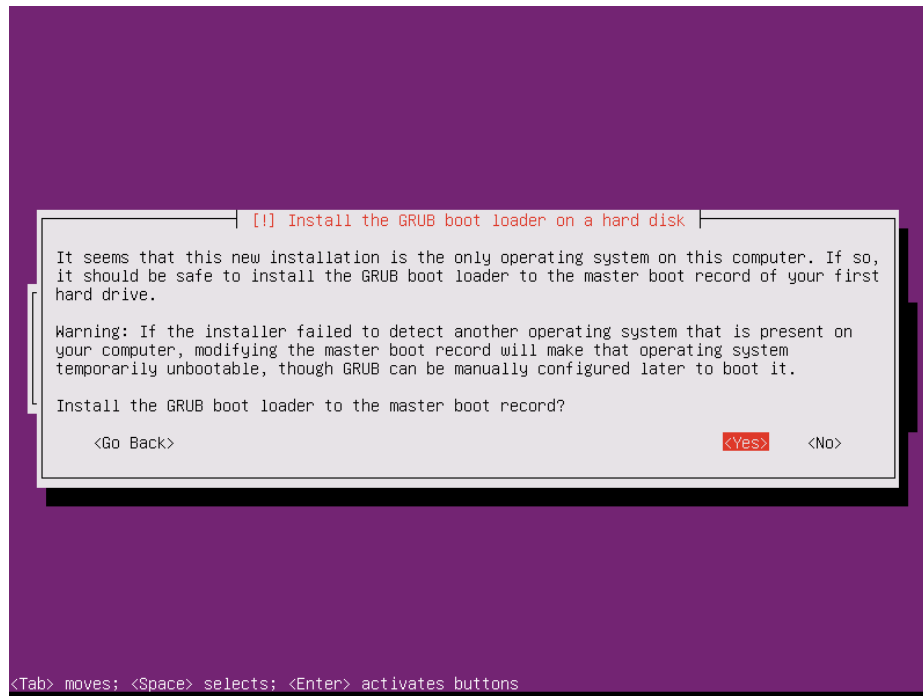 [!] Install the GRUB boot loader on a hard disk
It seems that this new installation is the only operating system on this computer. If so,
it should be safe to install the GRUB boot loader to the master boot record of your first
hard drive.
Warning: If the installer failed to detect another operating system that is present on
your computer, modifying the master boot record will make that operating system
temporarily unbootable, though GRUB can be manually configured later to boot it.
Install the GRUB boot loader to the master boot record?
<Go Back> <Yes> <No>
<Tab> moves; <Space> selects; <Enter> activates buttons